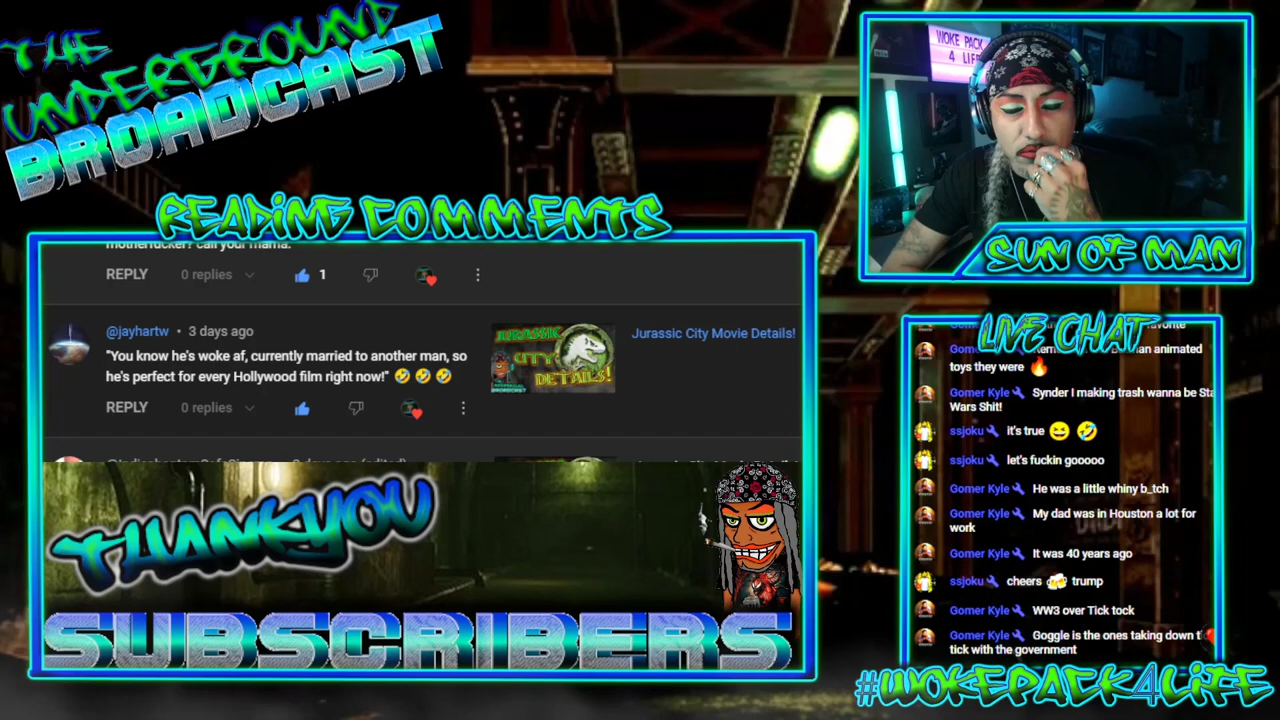 THE
UNDERGROUND
BROADCAST
WOKE PACK
4 LIFE
READING COMMENTS
motherfucker? call your mama.
REPLY 0 replies 1
@jayhartw • 3 days ago
"You know he's woke af, currently married to another man, so
he's perfect for every Hollywood film right now!" 🤣 🤣 🤣
REPLY 0 replies
JURASSIC
CITY
DETAILS!
Jurassic City Movie Details!
THANKYOU
SUBSCRIBERS
SUN OF MAN
LIVE CHAT
animated
toys they were 🔥
Gomer Kyle Synder I making trash wanna be Sta
Wars Shit!
ssjoku it's true 😆 🤣
ssjoku let's fuckin gooooo
Gomer Kyle He was a little whiny b_tch
Gomer Kyle My dad was in Houston a lot for
work
Gomer Kyle It was 40 years ago
ssjoku cheers 🍻 trump
Gomer Kyle WW3 over Tick tock
Gomer Kyle Goggle is the ones taking down ti
tick with the government
#WOKEPACK4LIFE